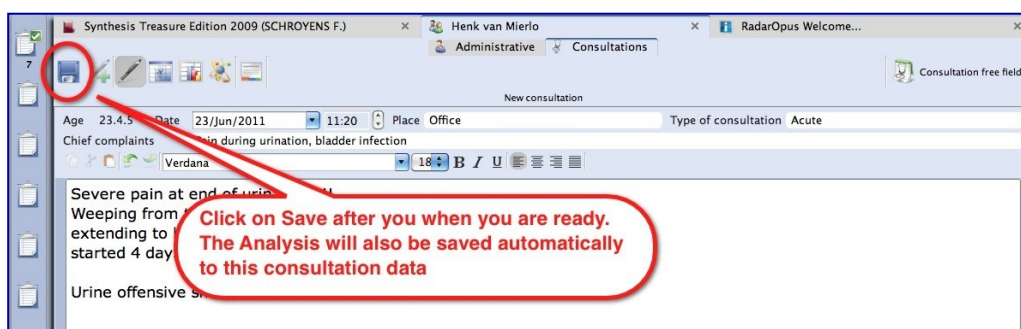 Synthesis Treasure Edition 2009 (SCHROYENS F.) Henk van Mierlo RadarOpus Welcome...
Administrative Consultations
7
Consultation free field
New consultation
Age 23.4.5 Date 23/Jun/2011 11:20 Place Office Type of consultation Acute
Chief complaints during urination, bladder infection
Verdana 18 B I U
Severe pain at end of
Weeping from
extending to
started 4 day
Urine offensive
Click on Save after you when you are ready.
The Analysis will also be saved automatically
to this consultation data